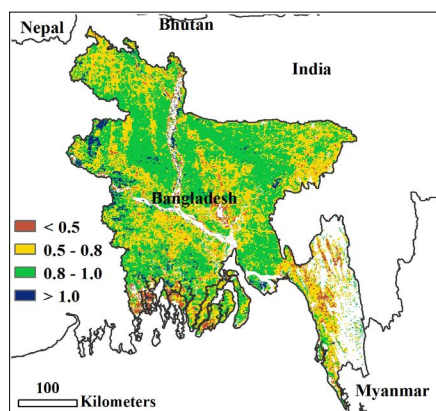 Nepal
Bhutan
India
Bangladesh
< 0.5
0.5 - 0.8
0.8 - 1.0
> 1.0
100
Kilometers
Myanmar